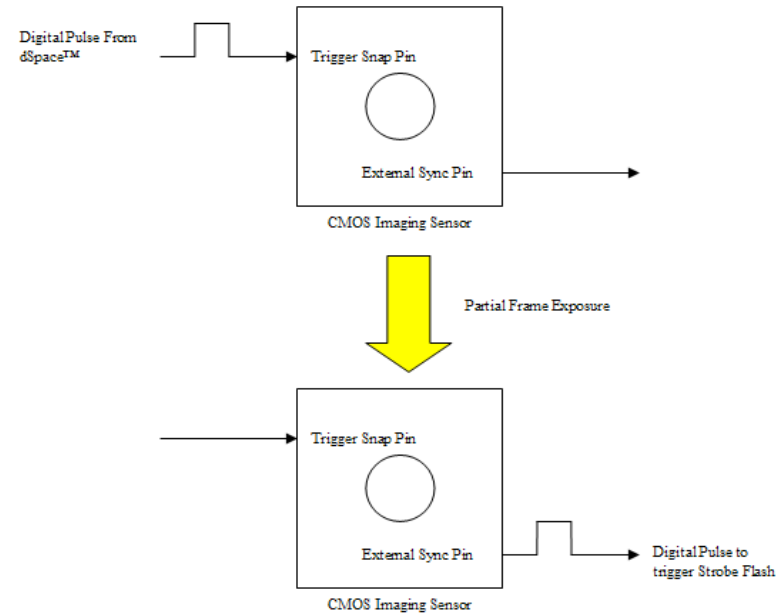 Digital Pulse From
dSpace™
Trigger Snap Pin
External Sync Pin
CMOS Imaging Sensor
Partial Frame Exposure
Trigger Snap Pin
External Sync Pin
Digital Pulse to
trigger Strobe Flash
CMOS Imaging Sensor